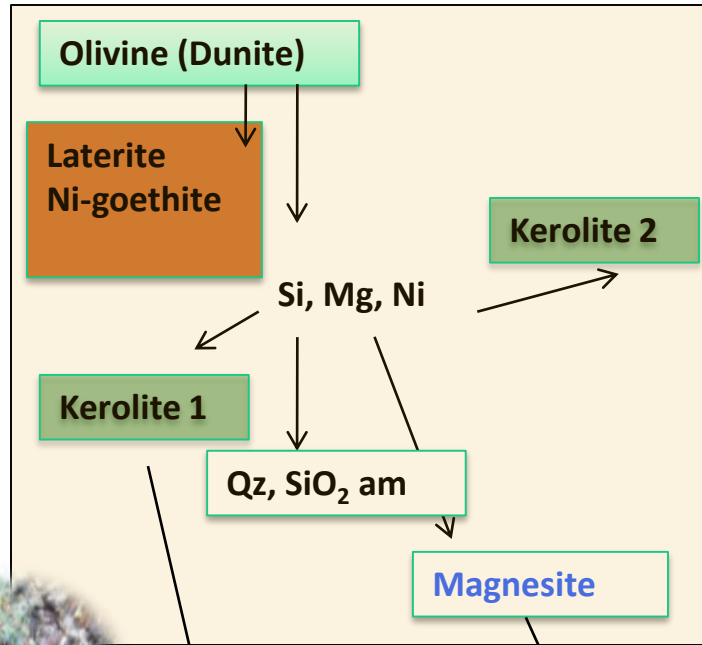 Olivine (Dunite)
Laterite
Ni-goethite
Kerolite 2
Si, Mg, Ni
Kerolite 1
Qz, SiO₂ am
Magnesite